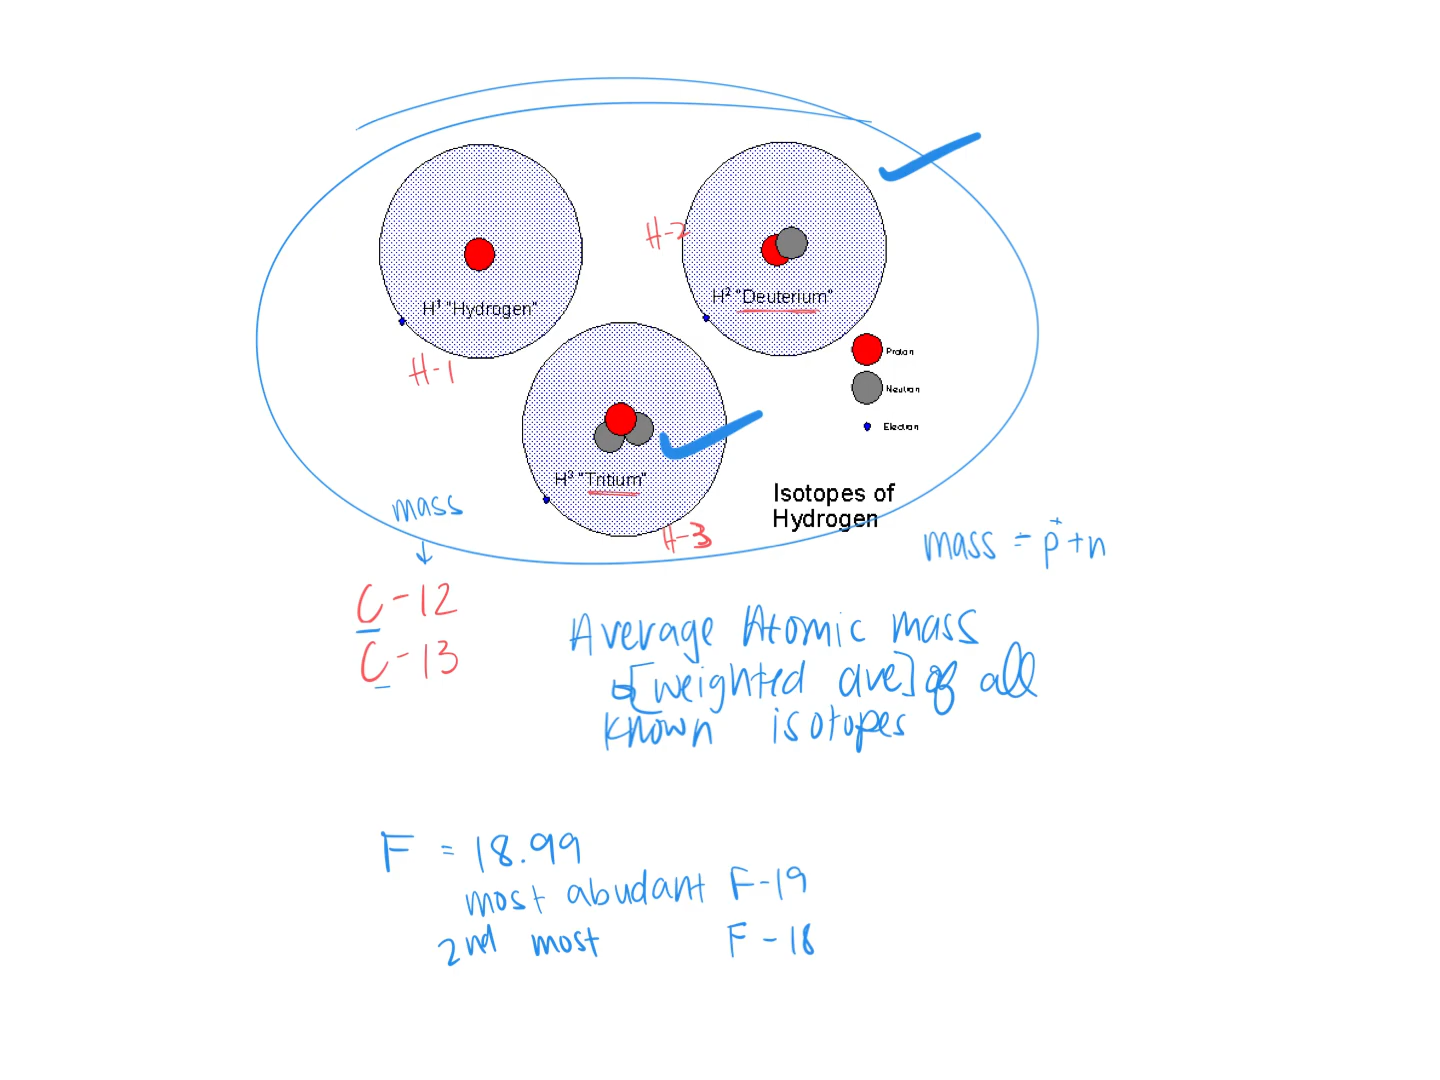 H¹ "Hydrogen"
H-1
H-2
H² "Deuterium"
Proton
Neutron
Electron
H³ "Tritium"
H-3
Isotopes of
Hydrogen
mass
↓
C-12
C-13
mass = p⁺+n
Average Atomic mass
[weighted ave] of all
known isotopes
F = 18.99
most abudant F-19
2nd most F-18